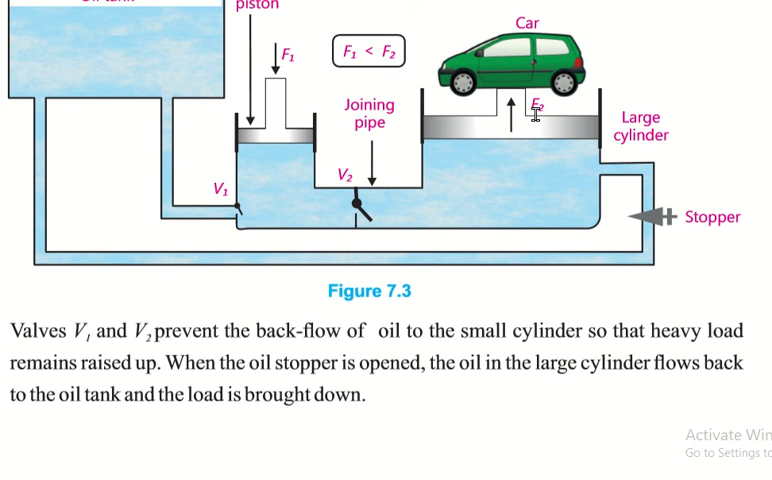 Oil tank
piston
Car
F₁
F₁ < F₂
F₂
Joining
pipe
Large
cylinder
V₁
V₂
Stopper
Figure 7.3
Valves V₁ and V₂ prevent the back-flow of oil to the small cylinder so that heavy load
remains raised up. When the oil stopper is opened, the oil in the large cylinder flows back
to the oil tank and the load is brought down.
Activate Win
Go to Settings to